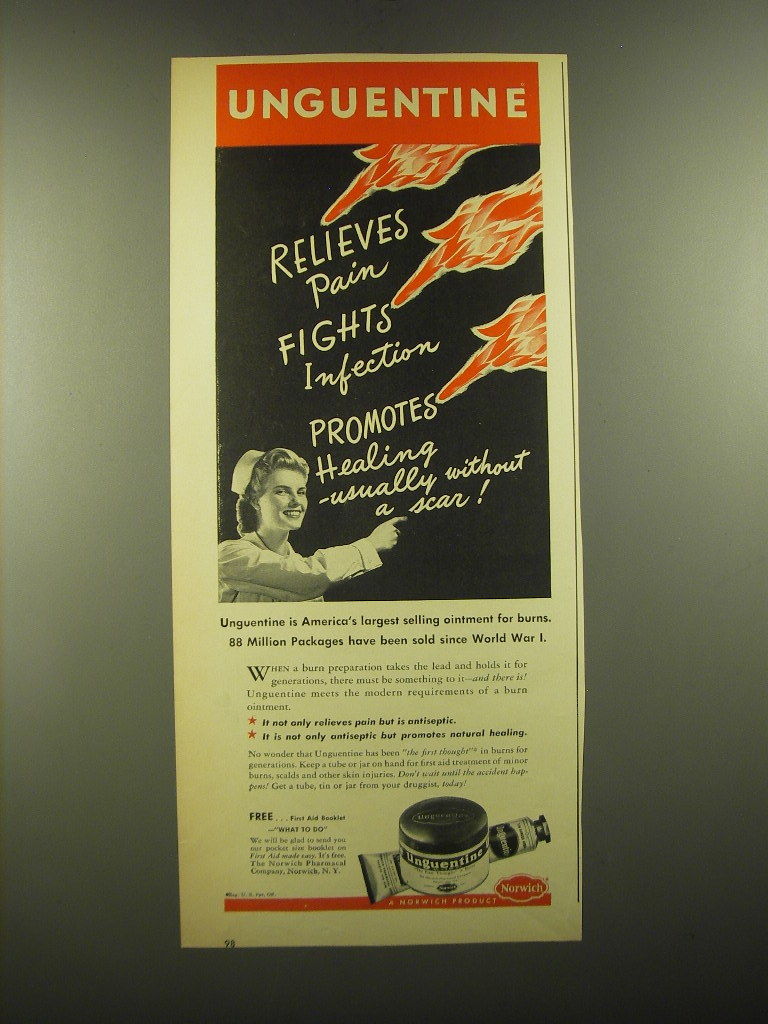 UNGUENTINE®
RELIEVES
Pain
FIGHTS
Infection
PROMOTES
Healing
-usually without
a scar!
Unguentine is America's largest selling ointment for burns.
88 Million Packages have been sold since World War I.
WHEN a burn preparation takes the lead and holds it for
generations, there must be something to it—and there is!
Unguentine meets the modern requirements of a burn
ointment.
★ It not only relieves pain but is antiseptic.
★ It is not only antiseptic but promotes natural healing.
No wonder that Unguentine has been "the first thought"* in burns for
generations. Keep a tube or jar on hand for first aid treatment of minor
burns, scalds and other skin injuries. Don't wait until the accident hap-
pens! Get a tube, tin or jar from your druggist, today!
FREE... First Aid Booklet
—"WHAT TO DO"
We will be glad to send you
our pocket size booklet on
First Aid made easy. It's free.
The Norwich Pharmacal
Company, Norwich, N. Y.
*Reg. U. S. Pat. Off.
Unguentine
Unguentine
Unguentine
Norwich
A NORWICH PRODUCT
98